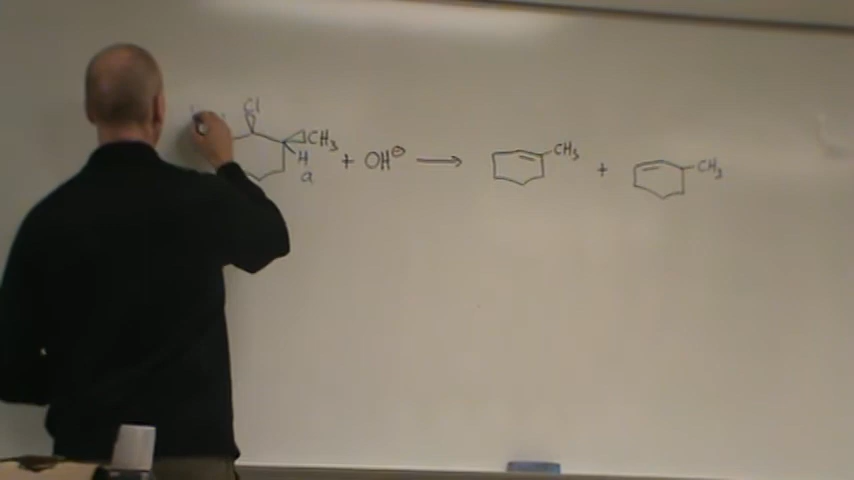 Cl
CH3
H
a
+ OH⊖ ⟶
CH3
+
CH3